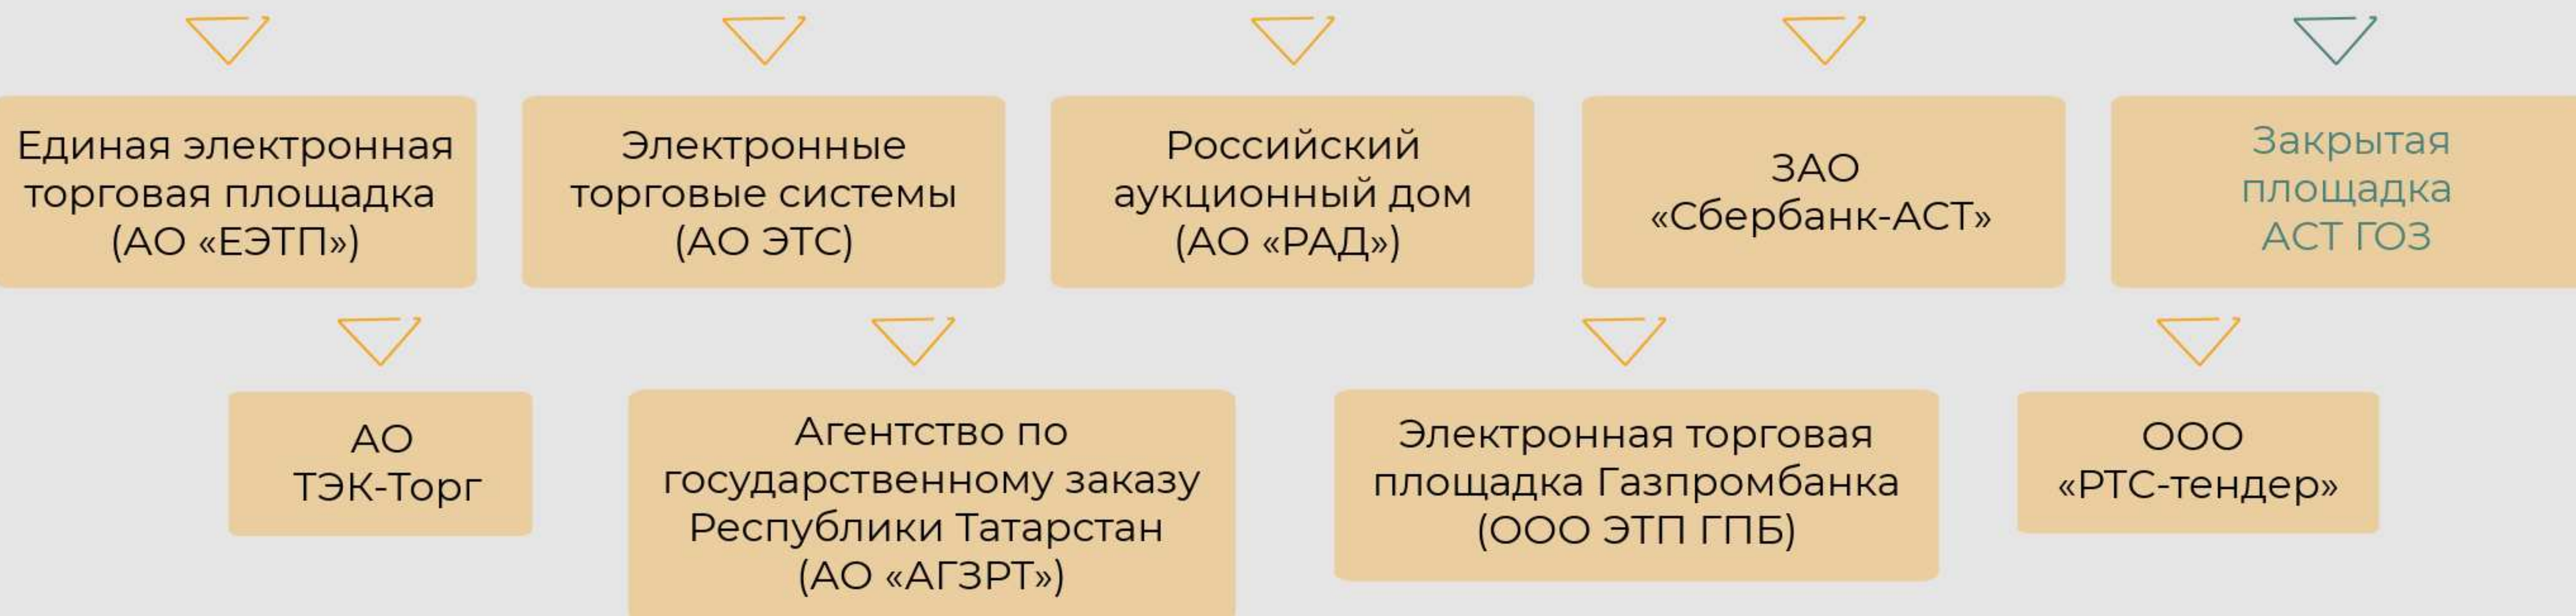 Единая электронная
торговая площадка
(АО «ЕЭТП»)
Электронные
торговые системы
(АО ЭТС)
Российский
аукционный дом
(АО «РАД»)
ЗАО
«Сбербанк-АСТ»
Закрытая
площадка
АСТ ГОЗ
АО
ТЭК-Торг
Агентство по
государственному заказу
Республики Татарстан
(АО «АГЗРТ»)
Электронная торговая
площадка Газпромбанка
(ООО ЭТП ГПБ)
ООО
«РТС-тендер»